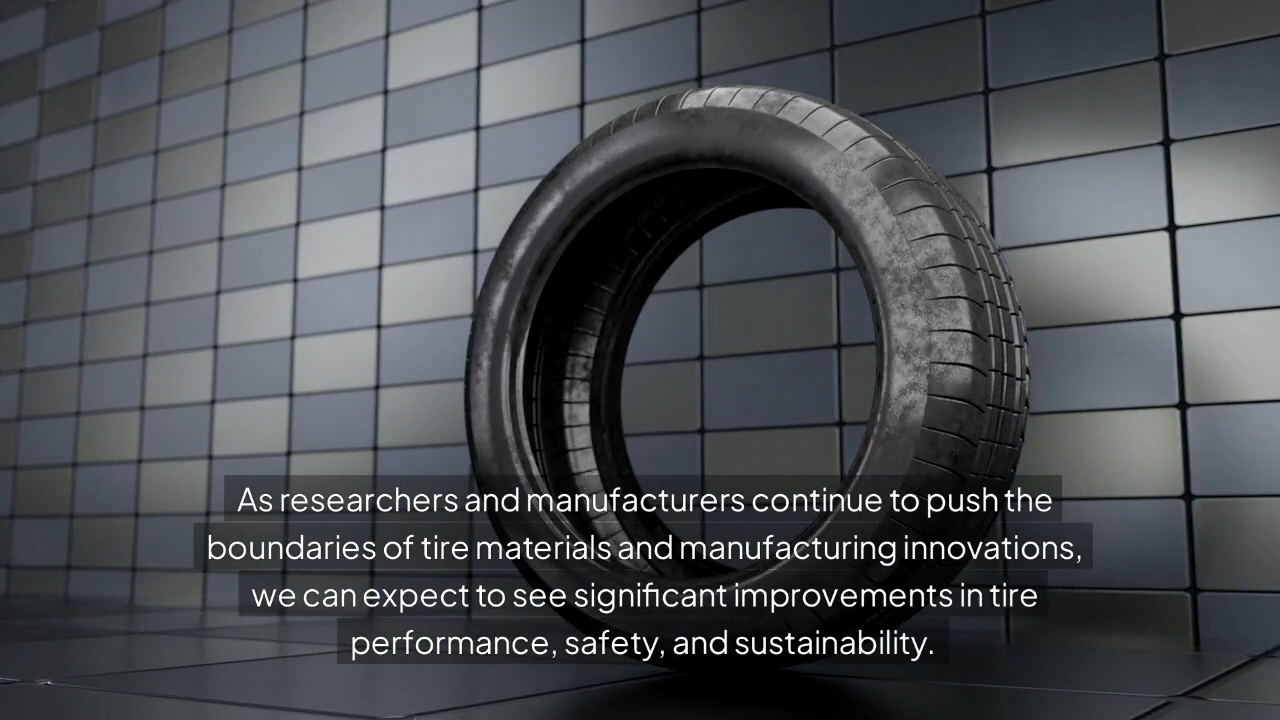 As researchers and manufacturers continue to push the
boundaries of tire materials and manufacturing innovations,
we can expect to see significant improvements in tire
performance, safety, and sustainability.